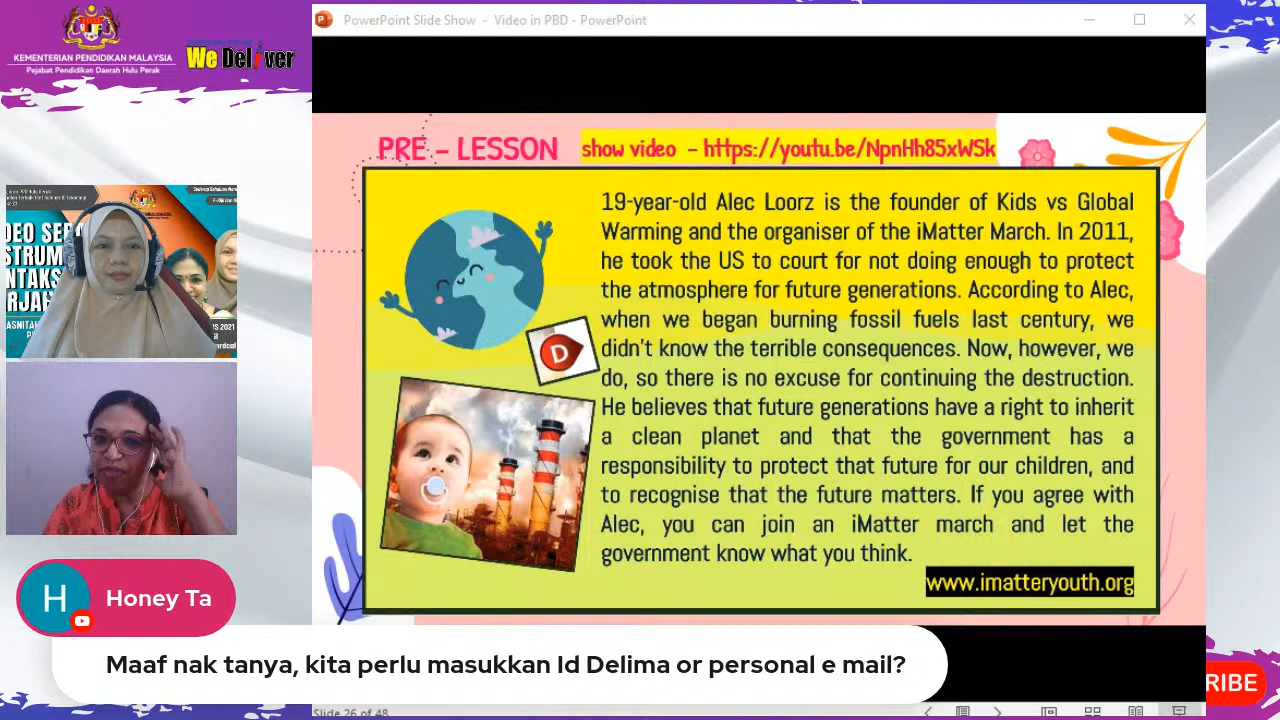 KEMENTERIAN PENDIDIKAN MALAYSIA
Pejabat Pendidikan Daerah Hulu Perak
We Deliver
PowerPoint Slide Show - Video in PBD - PowerPoint
PRE – LESSON
show video – https://youtu.be/NpnHh85xWSk
19-year-old Alec Loorz is the founder of Kids vs Global
Warming and the organiser of the iMatter March. In 2011,
he took the US to court for not doing enough to protect
the atmosphere for future generations. According to Alec,
when we began burning fossil fuels last century, we
didn't know the terrible consequences. Now, however, we
do, so there is no excuse for continuing the destruction.
He believes that future generations have a right to inherit
a clean planet and that the government has a
responsibility to protect that future for our children, and
to recognise that the future matters. If you agree with
Alec, you can join an iMatter march and let the
government know what you think.
www.imatteryouth.org
D
H
Honey Ta
Maaf nak tanya, kita perlu masukkan Id Delima or personal e mail?
RIBE
Slide 26 of 48